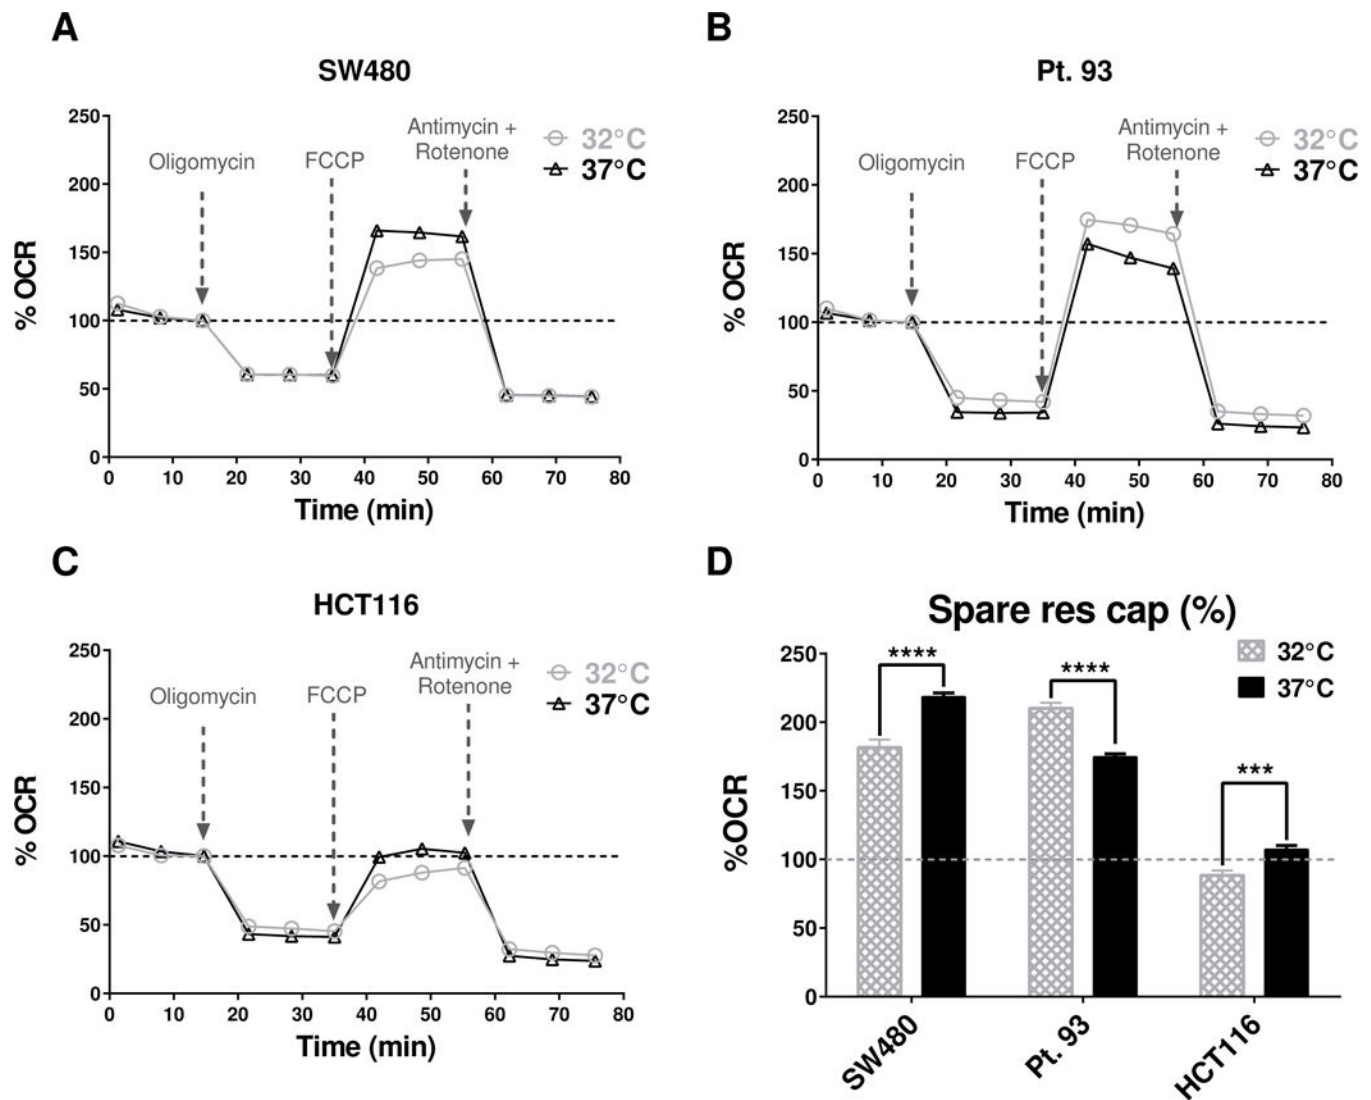 A
SW480
250
200
150
100
50
0
% OCR
Oligomycin
FCCP
Antimycin +
Rotenone
32°C
37°C
0 10 20 30 40 50 60 70 80
Time (min)
B
Pt. 93
250
200
150
100
50
0
% OCR
Oligomycin
FCCP
Antimycin +
Rotenone
32°C
37°C
0 10 20 30 40 50 60 70 80
Time (min)
C
HCT116
250
200
150
100
50
0
% OCR
Oligomycin
FCCP
Antimycin +
Rotenone
32°C
37°C
0 10 20 30 40 50 60 70 80
Time (min)
D
Spare res cap (%)
250
200
150
100
50
0
%OCR
32°C
37°C
****
****
***
SW480
Pt. 93
HCT116